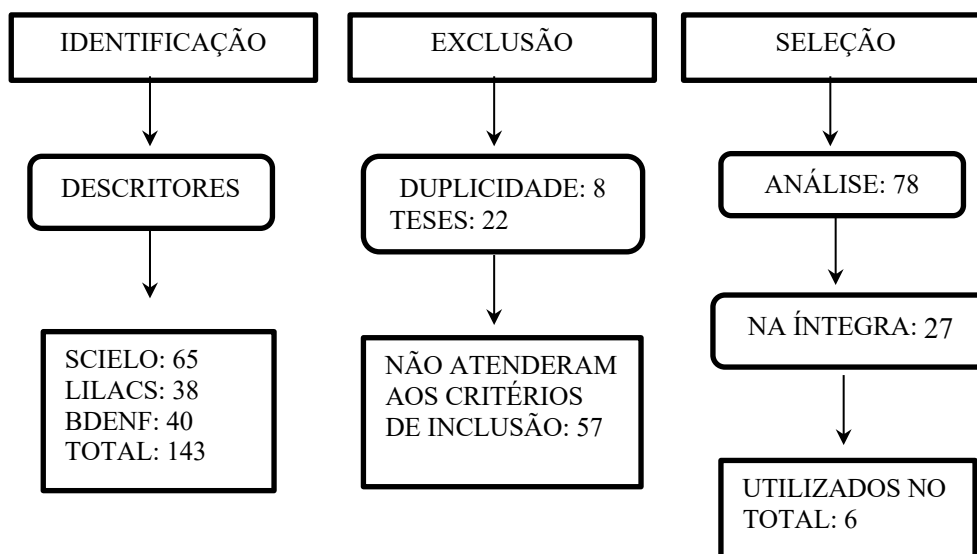 IDENTIFICAÇÃO
EXCLUSÃO
SELEÇÃO
DESCRITORES
DUPLICIDADE: 8
TESES: 22
ANÁLISE: 78
NA ÍNTEGRA: 27
SCIELO: 65
LILACS: 38
BDENF: 40
TOTAL: 143
NÃO ATENDERAM
AOS CRITÉRIOS
DE INCLUSÃO: 57
UTILIZADOS NO
TOTAL: 6